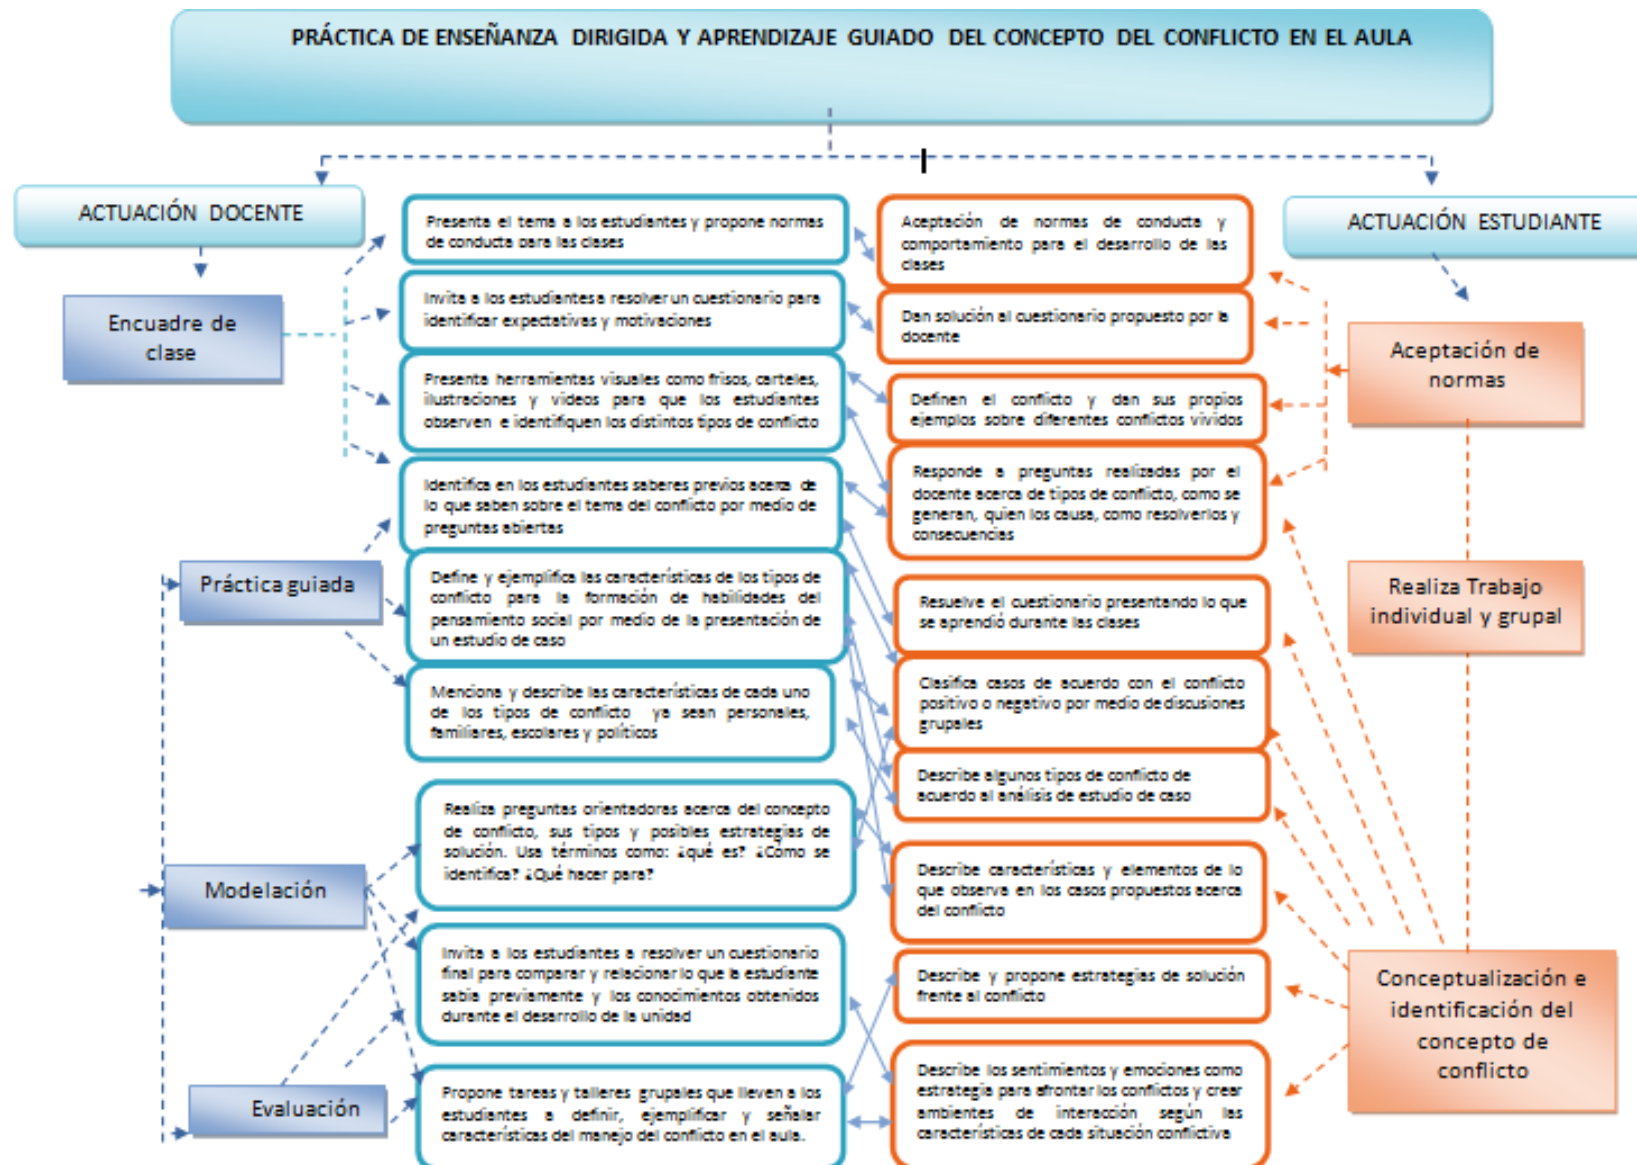 PRÁCTICA DE ENSEÑANZA DIRIGIDA Y APRENDIZAJE GUIADO DEL CONCEPTO DEL CONFLICTO EN EL AULA
ACTUACIÓN DOCENTE
Encuadre de
clase
Práctica guiada
Modelación
Evaluación
Presenta el tema a los estudiantes y propone normas
de conducta para las clases
Invita a los estudiantes a resolver un cuestionario para
identificar expectativas y motivaciones
Presenta herramientas visuales como frisos, carteles,
ilustraciones y videos para que los estudiantes
observen e identifiquen los distintos tipos de conflicto
Identifica en los estudiantes saberes previos acerca de
lo que saben sobre el tema del conflicto por medio de
preguntas abiertas
Define y ejemplifica las características de los tipos de
conflicto para la formación de habilidades del
pensamiento social por medio de la presentación de
un estudio de caso
Menciona y describe las características de cada uno
de los tipos de conflicto ya sean personales,
familiares, escolares y políticos
Realiza preguntas orientadoras acerca del concepto
de conflicto, sus tipos y posibles estrategias de
solución. Usa términos como: ¿qué es? ¿Cómo se
identifica? ¿Qué hacer para?
Invita a los estudiantes a resolver un cuestionario
final para comparar y relacionar lo que la estudiante
sabia previamente y los conocimientos obtenidos
durante el desarrollo de la unidad
Propone tareas y talleres grupales que lleven a los
estudiantes a definir, ejemplificar y señalar
características del manejo del conflicto en el aula.
Aceptación de normas de conducta y
comportamiento para el desarrollo de las
clases
Dan solución al cuestionario propuesto por la
docente
Definen el conflicto y dan sus propios
ejemplos sobre diferentes conflictos vividos
Responde a preguntas realizadas por el
docente acerca de tipos de conflicto, como se
generan, quien los causa, como resolverlos y
consecuencias
Resuelve el cuestionario presentando lo que
se aprendió durante las clases
Clasifica casos de acuerdo con el conflicto
positivo o negativo por medio de discusiones
grupales
Describe algunos tipos de conflicto de
acuerdo al análisis de estudio de caso
Describe características y elementos de lo
que observa en los casos propuestos acerca
del conflicto
Describe y propone estrategias de solución
frente al conflicto
Describe los sentimientos y emociones como
estrategia para afrontar los conflictos y crear
ambientes de interacción según las
características de cada situación conflictiva
ACTUACIÓN ESTUDIANTE
Aceptación de
normas
Realiza Trabajo
individual y grupal
Conceptualización e
identificación del
concepto de
conflicto